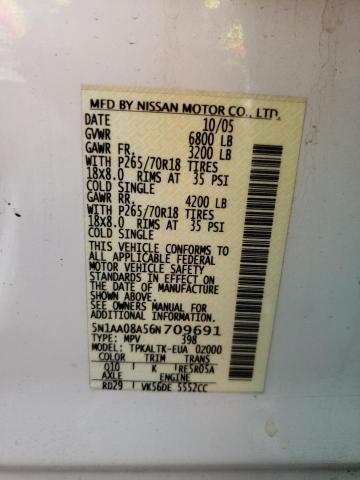 MFD BY NISSAN MOTOR CO., LTD.
DATE 10/05
GVWR 6800 LB
GAWR FR. 3200 LB
WITH P265/70R18 TIRES
18X8.0 RIMS AT 35 PSI
COLD SINGLE
GAWR RR. 4200 LB
WITH P265/70R18 TIRES
18X8.0 RIMS AT 35 PSI
COLD SINGLE
THIS VEHICLE CONFORMS TO
ALL APPLICABLE FEDERAL
MOTOR VEHICLE SAFETY
STANDARDS IN EFFECT ON
THE DATE OF MANUFACTURE
SEE OWNERS MANUAL FOR
ADDITIONAL INFORMATION
5N1AA08A56N709691
TYPE: MPV 398
MODEL: TPKALTK-EUA 02000
COLOR TRIM TRANS
Q10 K RE5R05A
AXLE ENGINE
RD29 VK56DE 5552CC